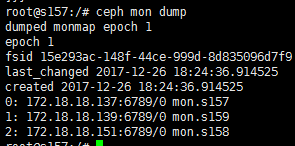 root@s157:/# ceph mon dump
dumped monmap epoch 1
epoch 1
fsid 15e293ac-148f-44ce-999d-8d835096d7f9
last_changed 2017-12-26 18:24:36.914525
created 2017-12-26 18:24:36.914525
0: 172.18.18.137:6789/0 mon.s157
1: 172.18.18.139:6789/0 mon.s159
2: 172.18.18.151:6789/0 mon.s158
root@s157:/#